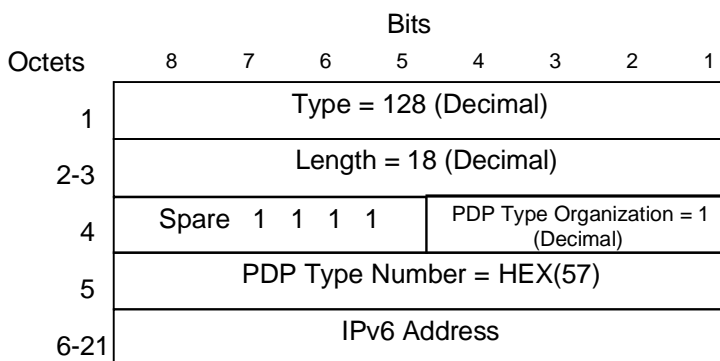 Bits
Octets 8 7 6 5 4 3 2 1
1 Type = 128 (Decimal)
2-3 Length = 18 (Decimal)
4 Spare 1 1 1 1 PDP Type Organization = 1
(Decimal)
5 PDP Type Number = HEX(57)
6-21 IPv6 Address